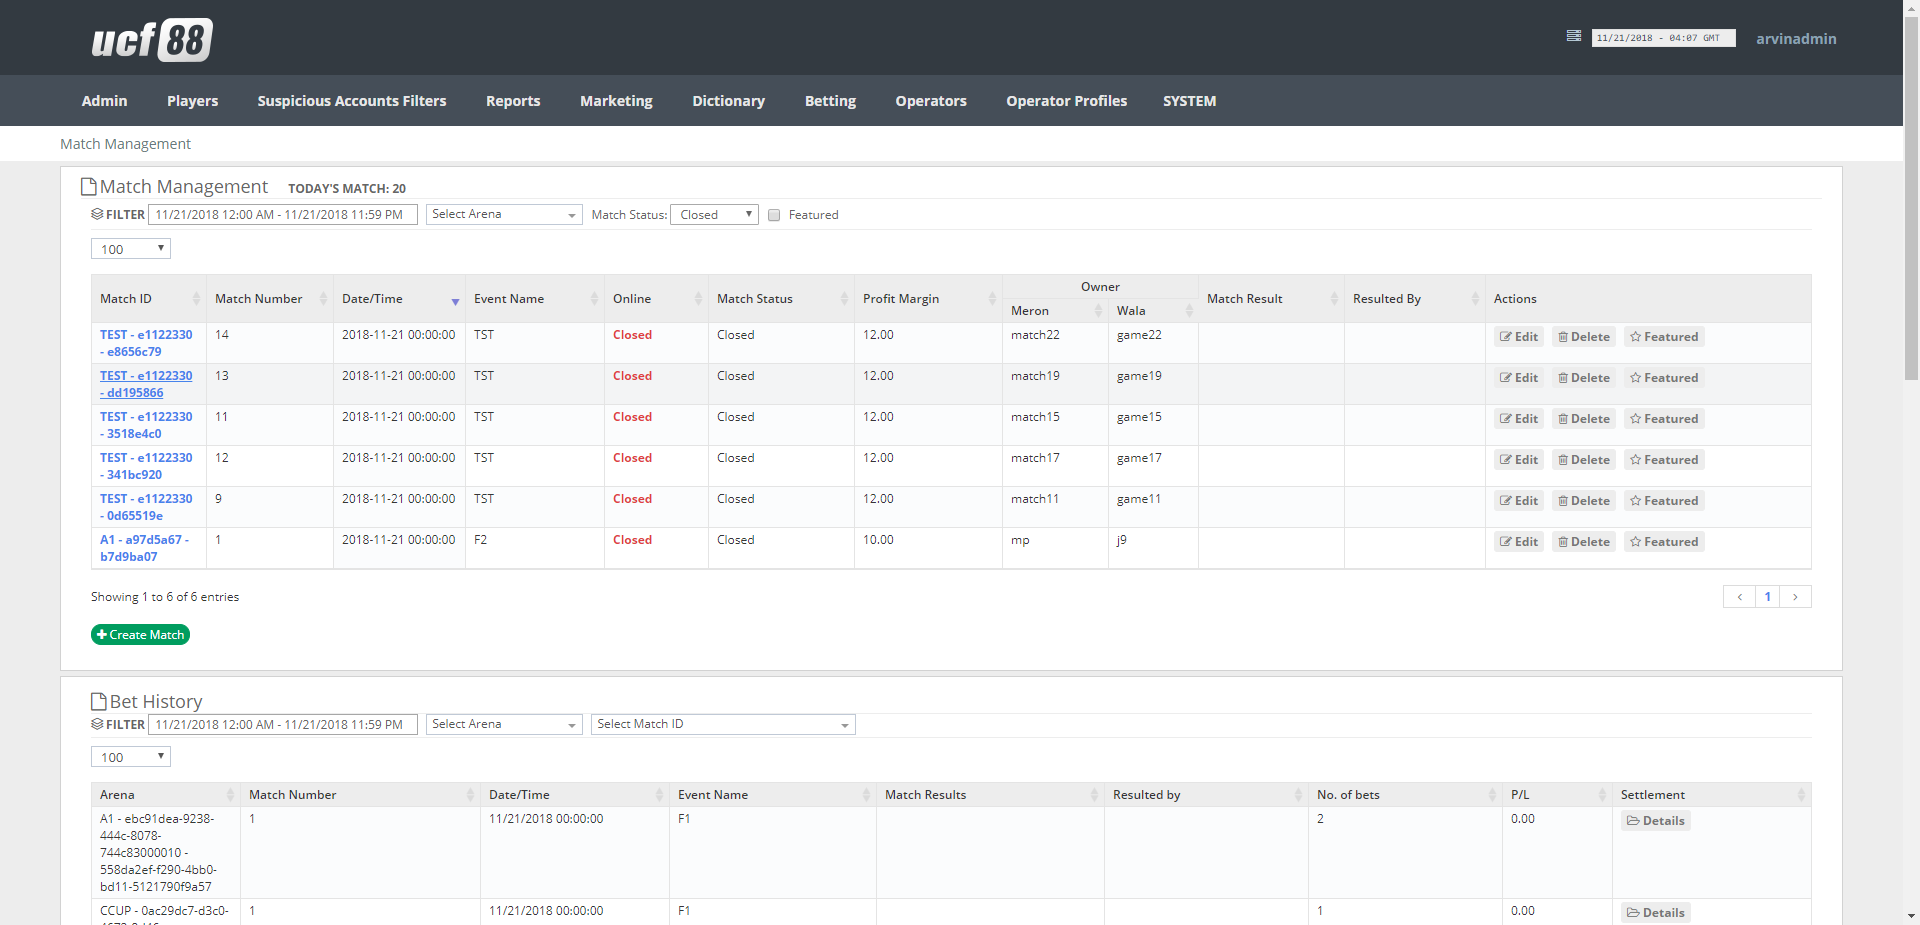 ucf 88
11/21/2018 - 04:07 GMT
arvinadmin
Admin Players Suspicious Accounts Filters Reports Marketing Dictionary Betting Operators Operator Profiles SYSTEM
Match Management
Match Management TODAY'S MATCH: 20
FILTER 11/21/2018 12:00 AM - 11/21/2018 11:59 PM Select Arena Match Status: Closed Featured
100
Owner
Match ID Match Number Date/Time Event Name Online Match Status Profit Margin Match Result Resulted By Actions
Meron Wala
TEST - e1122330 14 2018-11-21 00:00:00 TST Closed Closed 12.00 match22 game22 Edit Delete Featured
- e8656c79
TEST - e1122330 13 2018-11-21 00:00:00 TST Closed Closed 12.00 match19 game19 Edit Delete Featured
- dd195866
TEST - e1122330 11 2018-11-21 00:00:00 TST Closed Closed 12.00 match15 game15 Edit Delete Featured
- 3518e4c0
TEST - e1122330 12 2018-11-21 00:00:00 TST Closed Closed 12.00 match17 game17 Edit Delete Featured
- 341bc920
TEST - e1122330 9 2018-11-21 00:00:00 TST Closed Closed 12.00 match11 game11 Edit Delete Featured
- 0d65519e
A1 - a97d5a67 - 1 2018-11-21 00:00:00 F2 Closed Closed 10.00 mp j9 Edit Delete Featured
b7d9ba07
Showing 1 to 6 of 6 entries
‹ 1 ›
Create Match
Bet History
FILTER 11/21/2018 12:00 AM - 11/21/2018 11:59 PM Select Arena Select Match ID
100
Arena Match Number Date/Time Event Name Match Results Resulted by No. of bets P/L Settlement
A1 - ebc91dea-9238- 1 11/21/2018 00:00:00 F1 2 0.00 Details
444c-8078-
744c83000010 -
558da2ef-f290-4bb0-
bd11-5121790f9a57
CCUP - 0ac29dc7-d3c0- 1 11/21/2018 00:00:00 F1 1 0.00 Details